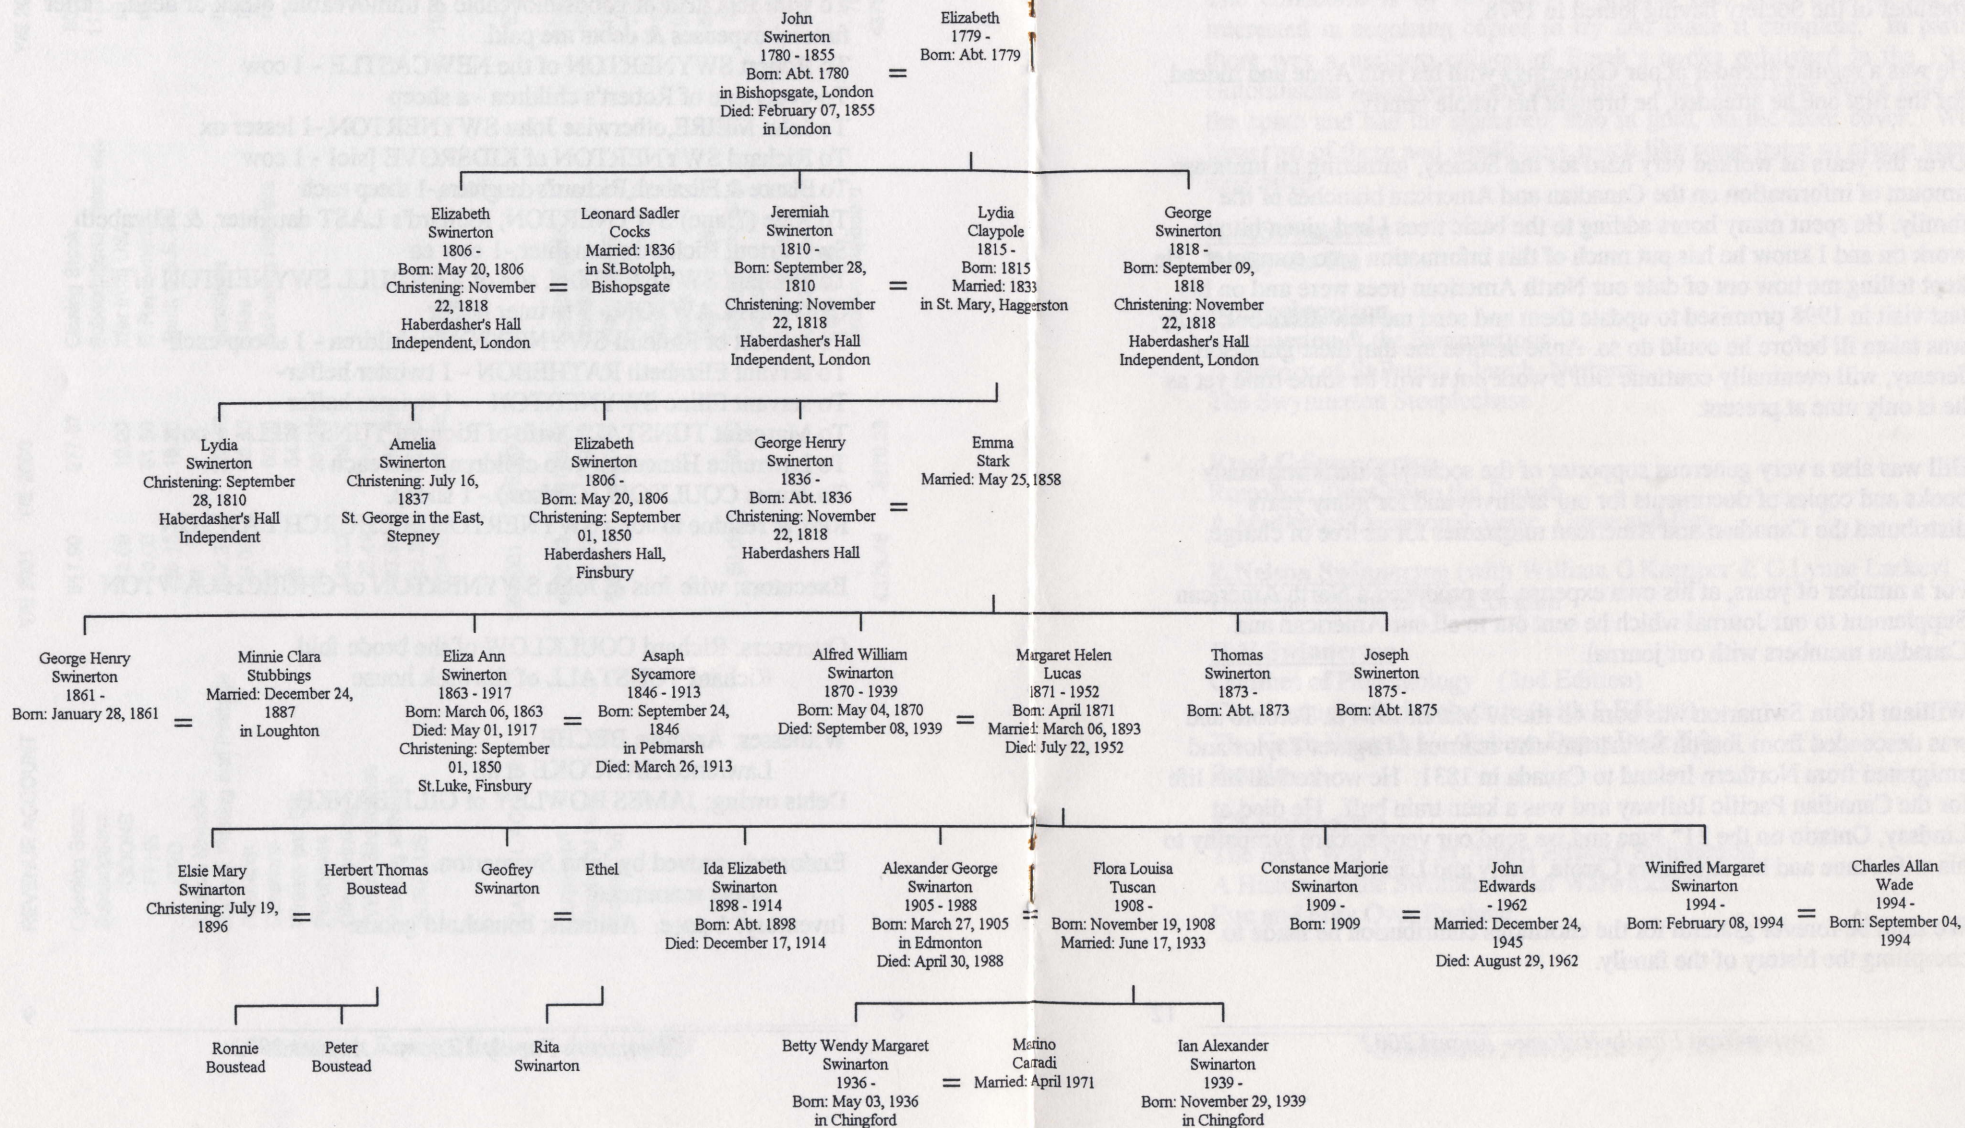 John
Swinerton
1780 - 1855
Born: Abt. 1780
in Bishopsgate, London
Died: February 07, 1855
in London
=
Elizabeth
1779 -
Born: Abt. 1779
Elizabeth
Swinerton
1806 -
Born: May 20, 1806
Christening: November
22, 1818
Haberdasher's Hall
Independent, London
=
Leonard Sadler
Cocks
Married: 1836
in St.Botolph,
Bishopsgate
Jeremiah
Swinerton
1810 -
Born: September 28,
1810
Christening: November
22, 1818
Haberdasher's Hall
Independent, London
=
Lydia
Claypole
1815 -
Born: 1815
Married: 1833
in St. Mary, Haggerston
George
Swinerton
1818 -
Born: September 09,
1818
Christening: November
22, 1818
Haberdasher's Hall
Independent, London
Lydia
Swinerton
Christening: September
28, 1810
Haberdasher's Hall
Independent
Amelia
Swinerton
Christening: July 16,
1837
St. George in the East,
Stepney
Elizabeth
Swinerton
1806 -
Born: May 20, 1806
Christening: September
01, 1850
Haberdashers Hall,
Finsbury
George Henry
Swinerton
1836 -
Born: Abt. 1836
Christening: November
22, 1818
Haberdashers Hall
=
Emma
Stark
Married: May 25, 1858
George Henry
Swinerton
1861 -
Born: January 28, 1861
=
Minnie Clara
Stubbings
Married: December 24,
1887
in Loughton
Eliza Ann
Swinerton
1863 - 1917
Born: March 06, 1863
Died: May 01, 1917
Christening: September
01, 1850
St.Luke, Finsbury
=
Asaph
Sycamore
1846 - 1913
Born: September 24,
1846
in Pebmarsh
Died: March 26, 1913
Alfred William
Swinarton
1870 - 1939
Born: May 04, 1870
Died: September 08, 1939
=
Margaret Helen
Lucas
1871 - 1952
Born: April 1871
Married: March 06, 1893
Died: July 22, 1952
Thomas
Swinerton
1873 -
Born: Abt. 1873
Joseph
Swinerton
1875 -
Born: Abt. 1875
Elsie Mary
Swinarton
Christening: July 19,
1896
=
Herbert Thomas
Boustead
Geofrey
Swinarton
=
Ethel
Ida Elizabeth
Swinarton
1898 - 1914
Born: Abt. 1898
Died: December 17, 1914
Alexander George
Swinarton
1905 - 1988
Born: March 27, 1905
in Edmonton
Died: April 30, 1988
=
Flora Louisa
Tuscan
1908 -
Born: November 19, 1908
Married: June 17, 1933
Constance Marjorie
Swinarton
1909 -
Born: 1909
=
John
Edwards
- 1962
Married: December 24,
1945
Died: August 29, 1962
Winifred Margaret
Swinarton
1994 -
Born: February 08, 1994
=
Charles Allan
Wade
1994 -
Born: September 04,
1994
Ronnie
Boustead
Peter
Boustead
Rita
Swinarton
Betty Wendy Margaret
Swinarton
1936 -
Born: May 03, 1936
in Chingford
=
Marino
Married: April 1971
Ian Alexander
Swinarton
1939 -
Born: November 29, 1939
in Chingford